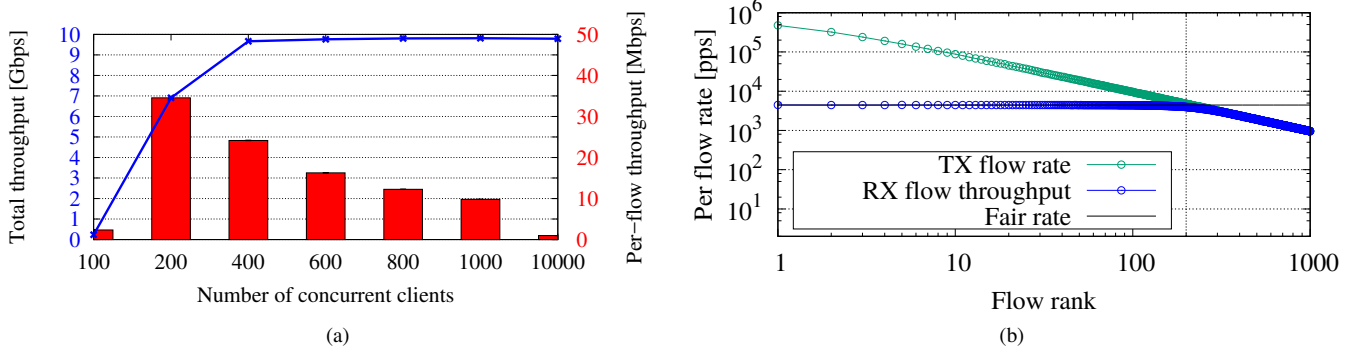 Total throughput [Gbps]
10
9
8
7
6
5
4
3
2
1
0
50
40
30
20
10
0
Per−flow throughput [Mbps]
100 200 400 600 800 1000 10000
Number of concurrent clients
(a)
Per flow rate [pps]
10^6
10^5
10^4
10^3
10^2
10^1
TX flow rate
RX flow throughput
Fair rate
1 10 100 1000
Flow rank
(b)